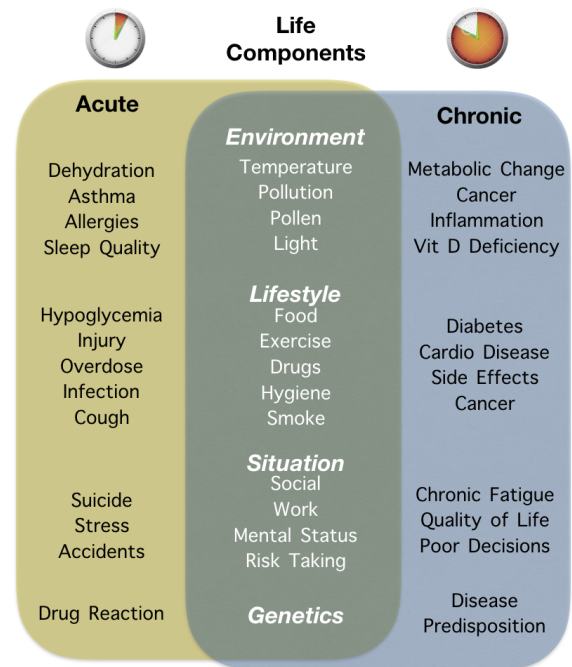 Life
Components
Acute
Chronic
Environment
Dehydration
Asthma
Allergies
Sleep Quality
Temperature
Pollution
Pollen
Light
Metabolic Change
Cancer
Inflammation
Vit D Deficiency
Lifestyle
Hypoglycemia
Injury
Overdose
Infection
Cough
Food
Exercise
Drugs
Hygiene
Smoke
Diabetes
Cardio Disease
Side Effects
Cancer
Situation
Suicide
Stress
Accidents
Social
Work
Mental Status
Risk Taking
Chronic Fatigue
Quality of Life
Poor Decisions
Drug Reaction
Genetics
Disease
Predisposition